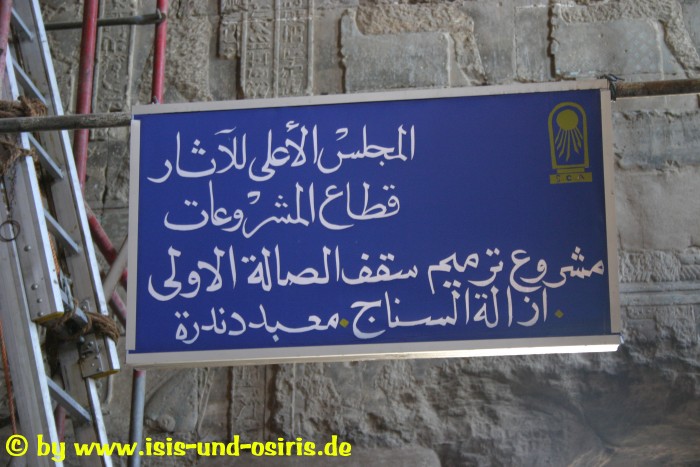 المجلس الأعلى للآثار
قطاع المشروعات
مشروع ترميم سقف الصالة الاولى
. ازالة السناج . معبد دندرة
S C A
© by www.isis-und-osiris.de